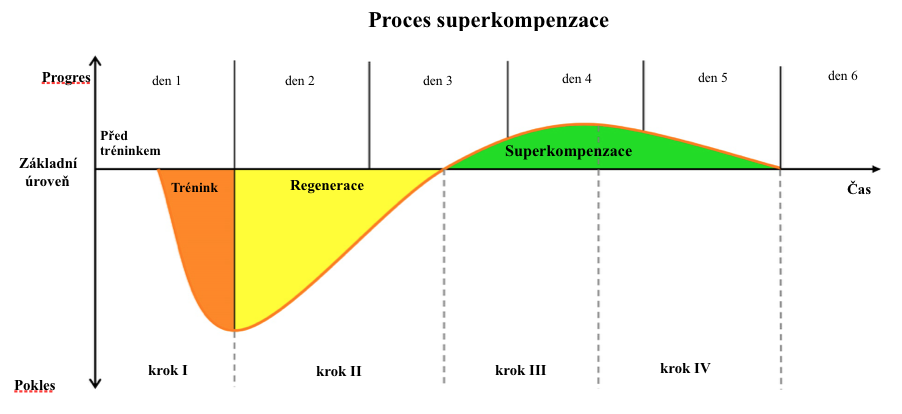 Proces superkompenzace
Progres
den 1
den 2
den 3
den 4
den 5
den 6
Před
tréninkem
Základní
úroveň
Trénink
Regenerace
Superkompenzace
Čas
krok I
krok II
krok III
krok IV
Pokles